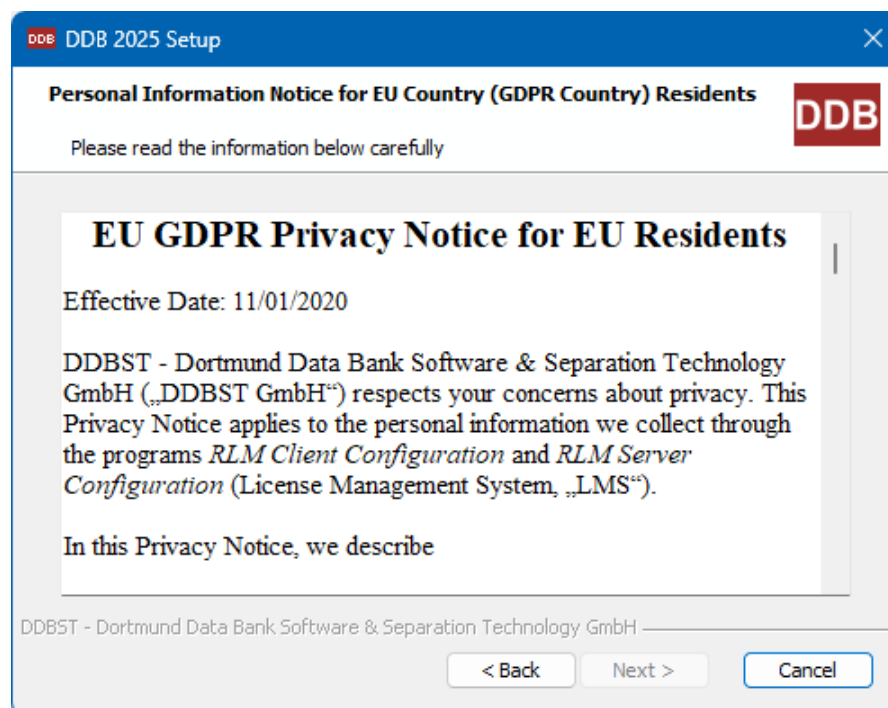 DDB DDB 2025 Setup
Personal Information Notice for EU Country (GDPR Country) Residents
DDB
Please read the information below carefully
EU GDPR Privacy Notice for EU Residents
Effective Date: 11/01/2020
DDBST - Dortmund Data Bank Software & Separation Technology
GmbH („DDBST GmbH“) respects your concerns about privacy. This
Privacy Notice applies to the personal information we collect through
the programs RLM Client Configuration and RLM Server
Configuration (License Management System, „LMS“).
In this Privacy Notice, we describe
DDBST - Dortmund Data Bank Software & Separation Technology GmbH
< Back Next > Cancel